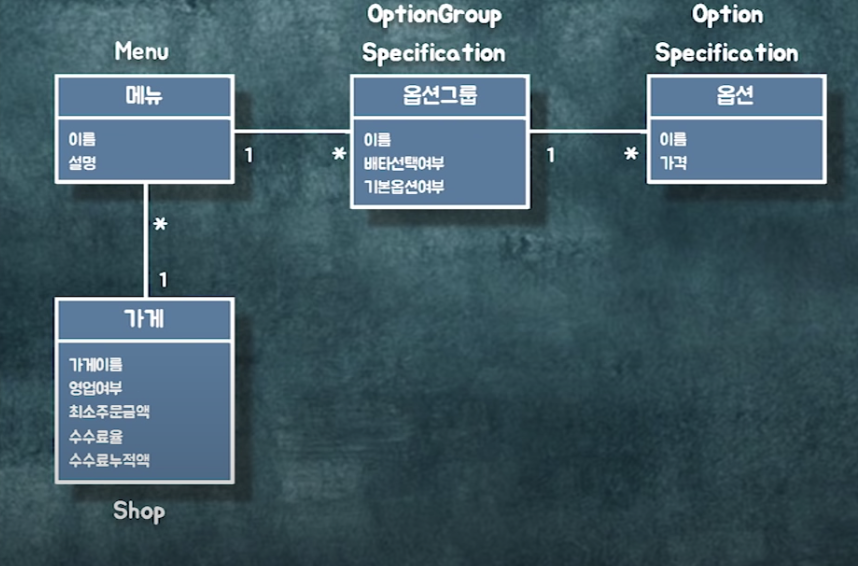 Menu
메뉴
이름
설명
1
*
OptionGroup
Specification
옵션그룹
이름
배타선택여부
기본옵션여부
1
*
Option
Specification
옵션
이름
가격
*
1
가게
가게이름
영업여부
최소주문금액
수수료율
수수료누적액
Shop